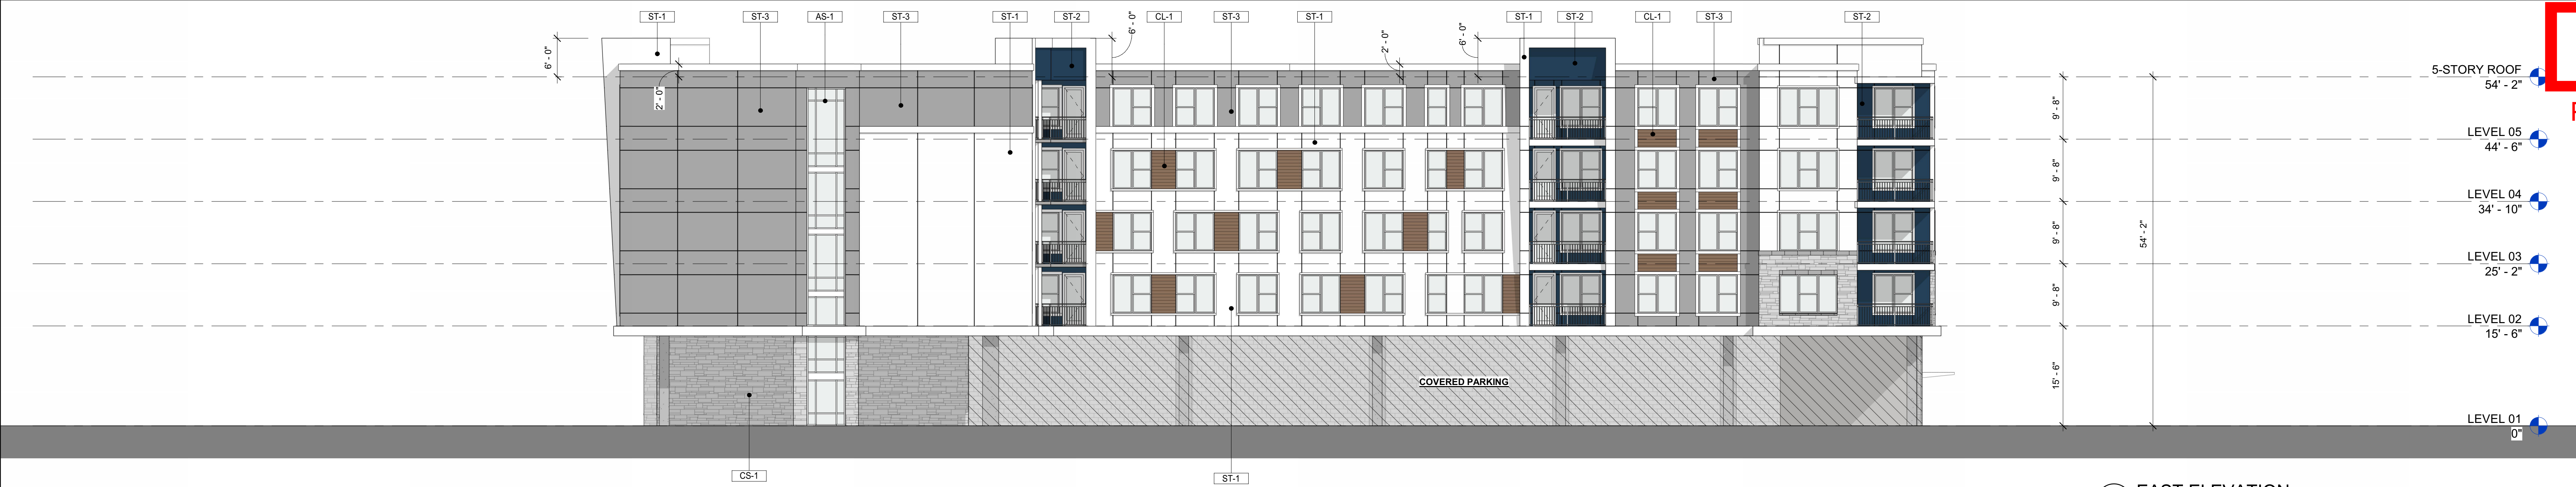 ST-1
ST-3
AS-1
ST-3
ST-1
ST-2
CL-1
ST-3
ST-1
ST-1
ST-2
CL-1
ST-3
ST-2
6' - 0"
2' - 0"
6' - 0"
2' - 0"
6' - 0"
5-STORY ROOF
54' - 2"
9' - 8"
LEVEL 05
44' - 6"
9' - 8"
LEVEL 04
34' - 10"
9' - 8"
54' - 2"
LEVEL 03
25' - 2"
9' - 8"
LEVEL 02
15' - 6"
COVERED PARKING
15' - 6"
LEVEL 01
0"
CS-1
ST-1
EAST ELEVATION